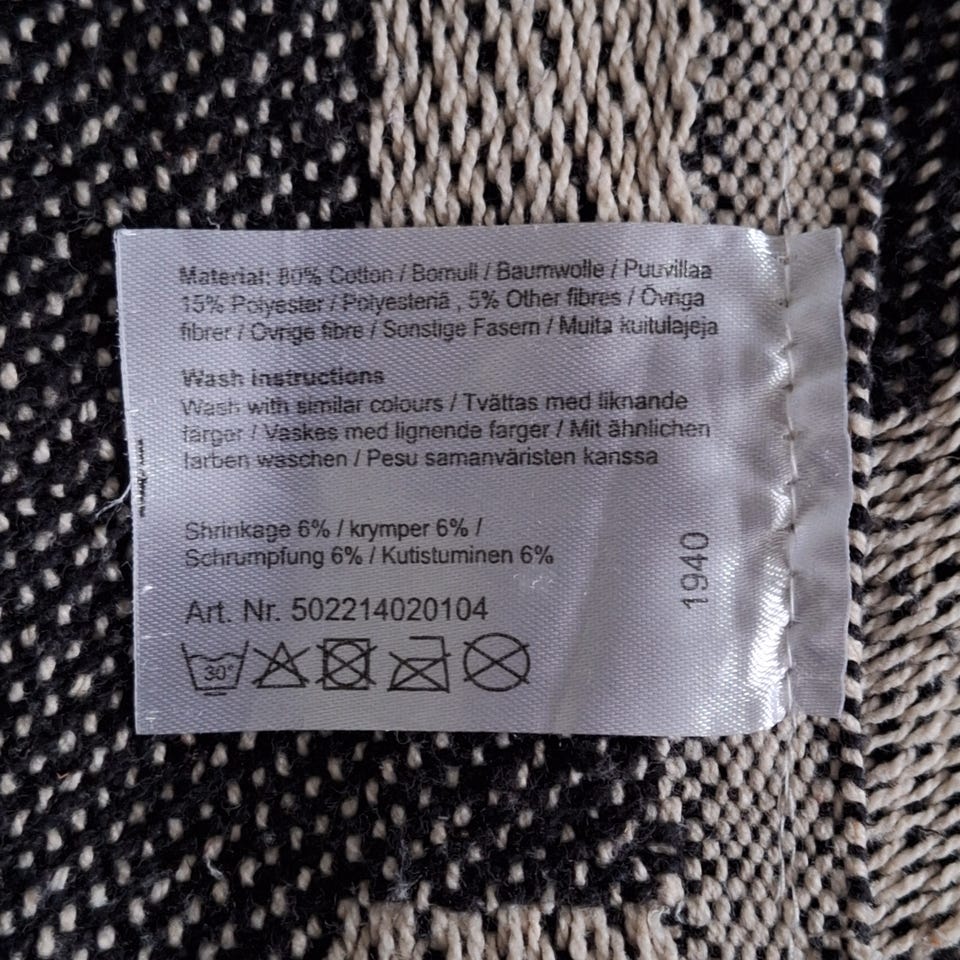 Material: 80% Cotton / Bomull / Baumwolle / Puuvillaa
15% Polyester / Polyesteriä , 5% Other fibres / Övriga
fibrer / Øvrige fibre / Sonstige Fasern / Muita kuitulajeja
Wash instructions
Wash with similar colours / Tvättas med liknande
färger / Vaskes med lignende farger / Mit ähnlichen
farben waschen / Pesu samanväristen kanssa
Shrinkage 6% / krymper 6% /
Schrumpfung 6% / Kutistuminen 6%
1940
Art. Nr. 502214020104
30°